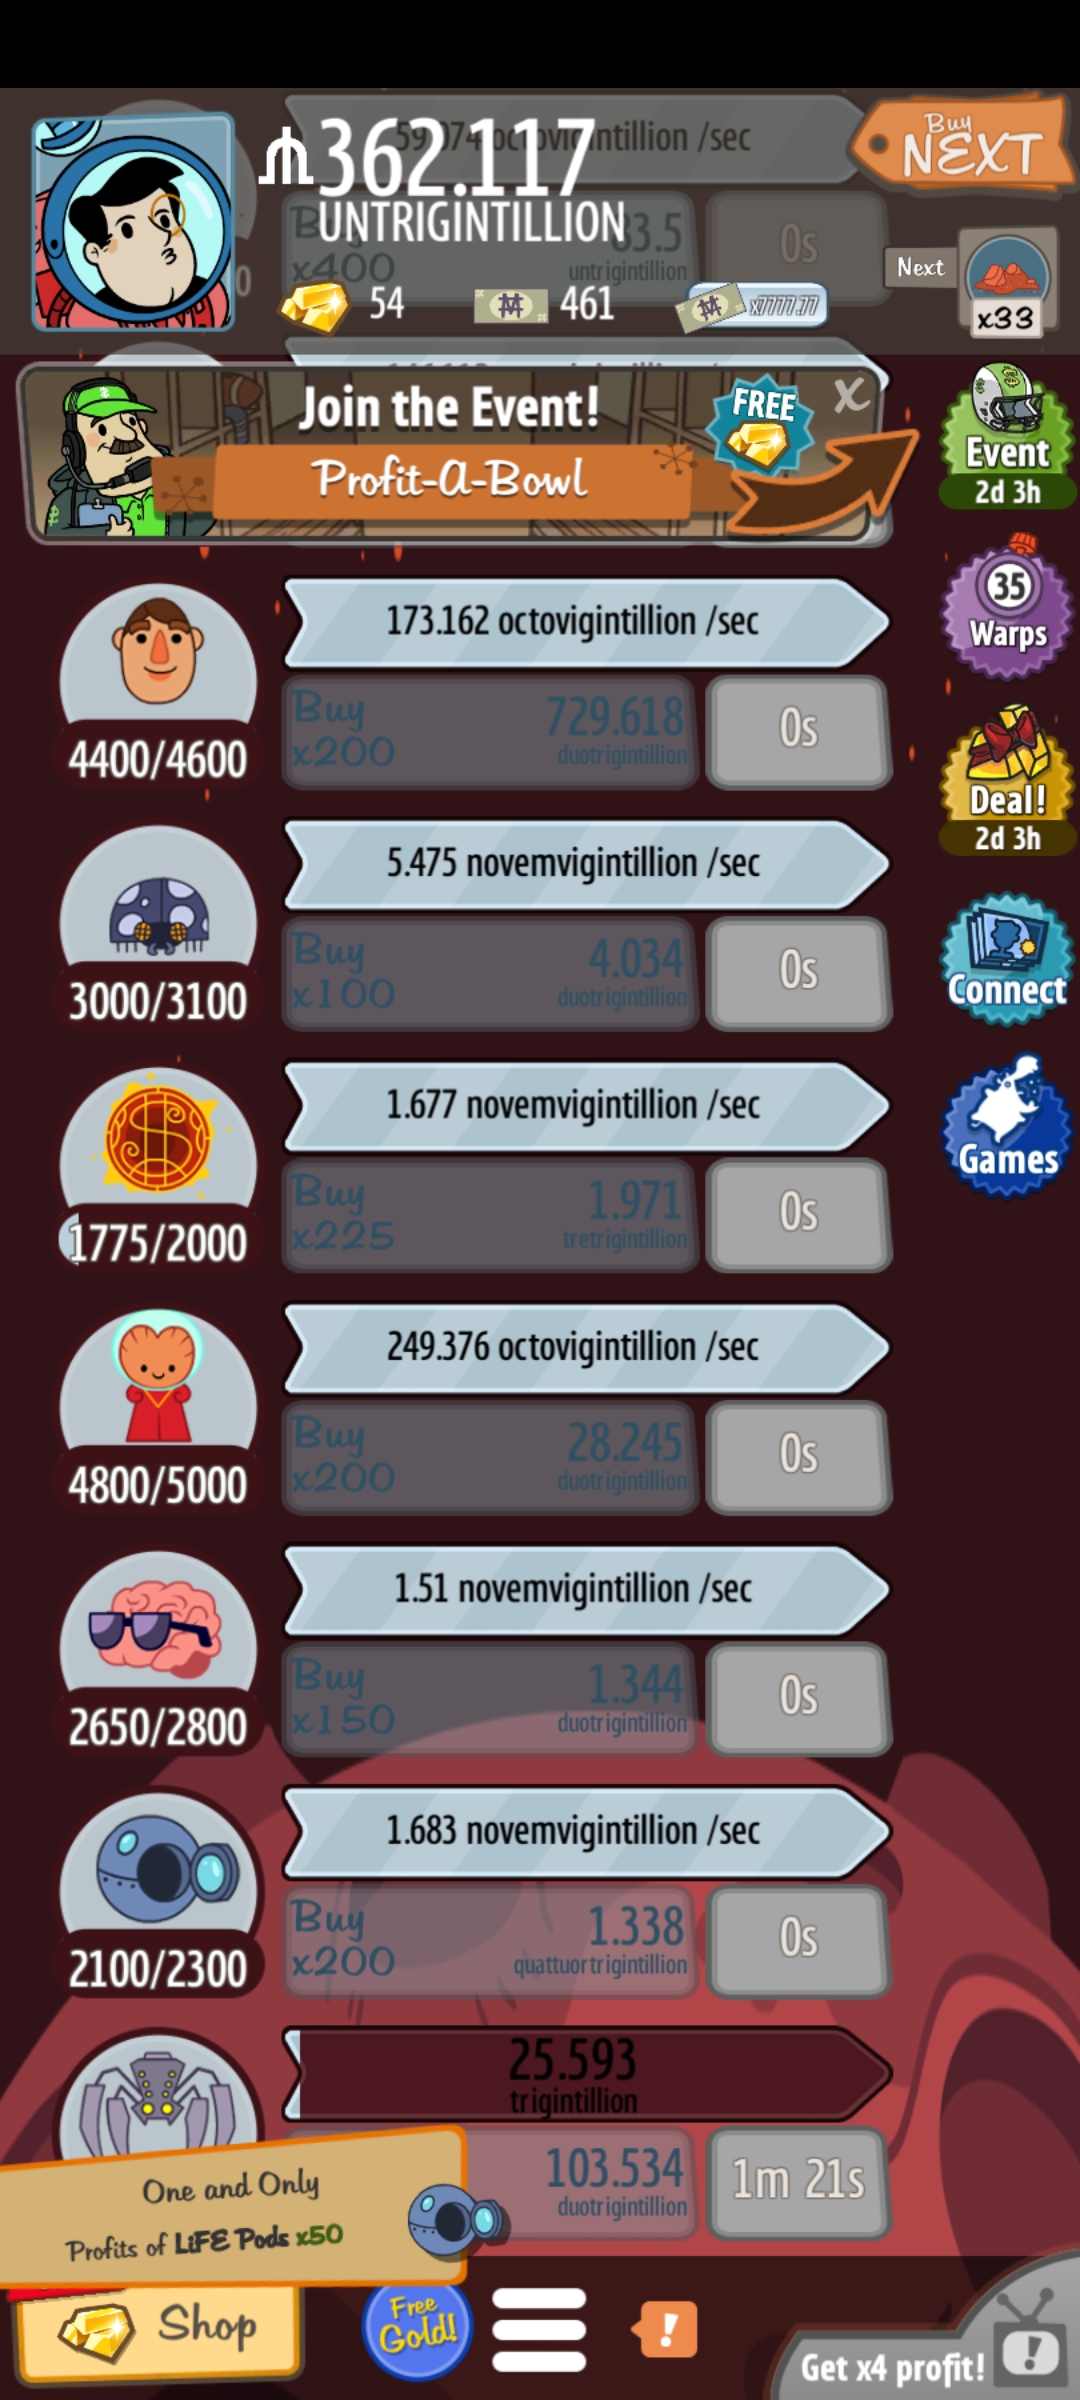 59.074 octovigintillion /sec
362.117
UNTRIGINTILLION
Buy
NEXT
x400
83.5
untrigintillion
0s
54
461
x7777.77
Next
x33
Join the Event!
Profit-A-Bowl
FREE
X
Event
2d 3h
173.162 octovigintillion /sec
Buy
x200
729.618
duotrigintillion
0s
4400/4600
35
Warps
Deal!
2d 3h
5.475 novemvigintillion /sec
Buy
x100
4.034
duotrigintillion
0s
3000/3100
Connect
1.677 novemvigintillion /sec
Buy
x225
1.971
tretrigintillion
0s
1775/2000
Games
249.376 octovigintillion /sec
Buy
x200
28.245
duotrigintillion
0s
4800/5000
1.51 novemvigintillion /sec
Buy
x150
1.344
duotrigintillion
0s
2650/2800
1.683 novemvigintillion /sec
Buy
x200
1.338
quattuortrigintillion
0s
2100/2300
25.593
trigintillion
103.534
duotrigintillion
1m 21s
One and Only
Profits of LiFE Pods x50
Shop
Free
Gold!
!
Get x4 profit!
!